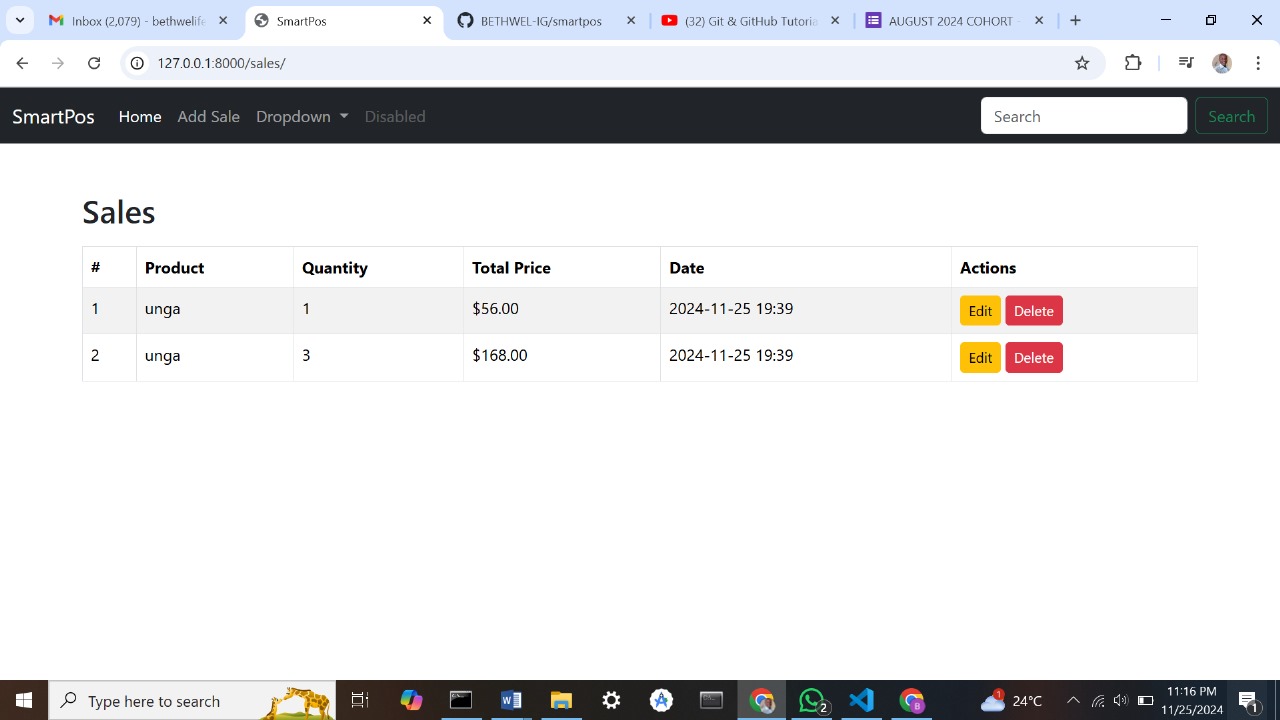 Inbox (2,079) - bethwelife
SmartPos
BETHWEL-IG/smartpos
(32) Git & GitHub Tutoria
AUGUST 2024 COHORT -
127.0.0.1:8000/sales/
SmartPos Home Add Sale Dropdown Disabled Search Search
Sales
# Product Quantity Total Price Date Actions
1 unga 1 $56.00 2024-11-25 19:39 Edit Delete
2 unga 3 $168.00 2024-11-25 19:39 Edit Delete
Type here to search
2
B
1
24°C
11:16 PM
11/25/2024
1